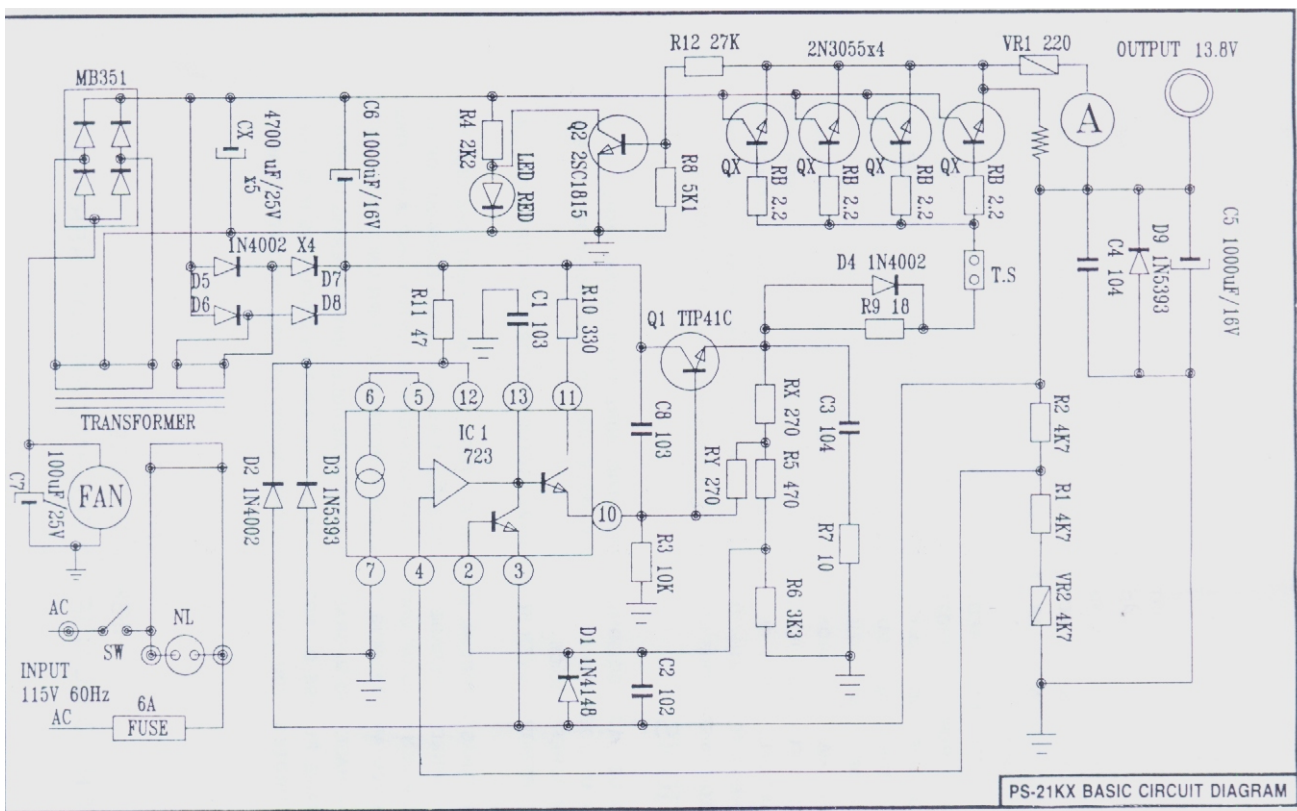 R12 27K
2N3055x4
VR1 220
OUTPUT 13.8V
MB351
4700 uF/25V
CX
x5
C6 1000uF/16V
R4 2K2
LED RED
Q2 2SC1815
R8 5K1
QX
QX
QX
QX
RB 2.2
RB 2.2
RB 2.2
RB 2.2
A
1N4002 X4
D5
D7
D6
D8
R11 47
C1 103
R10 330
D4 1N4002
R9 18
T.S
Q1 TIP41C
C4 104
D9 1N5393
C5 1000uF/16V
TRANSFORMER
6
5
12
13
11
IC 1
723
10
7
4
2
3
C8 103
RY 270
RX 270
R5 470
C3 104
R7 10
R2 4K7
R1 4K7
VR2 4K7
C7
100uF/25V
FAN
D2 1N4002
D3 1N5393
R3 10K
R6 3K3
AC
SW
NL
INPUT
115V 60Hz
AC
6A
FUSE
D1 1N4148
C2 102
PS-21KX BASIC CIRCUIT DIAGRAM